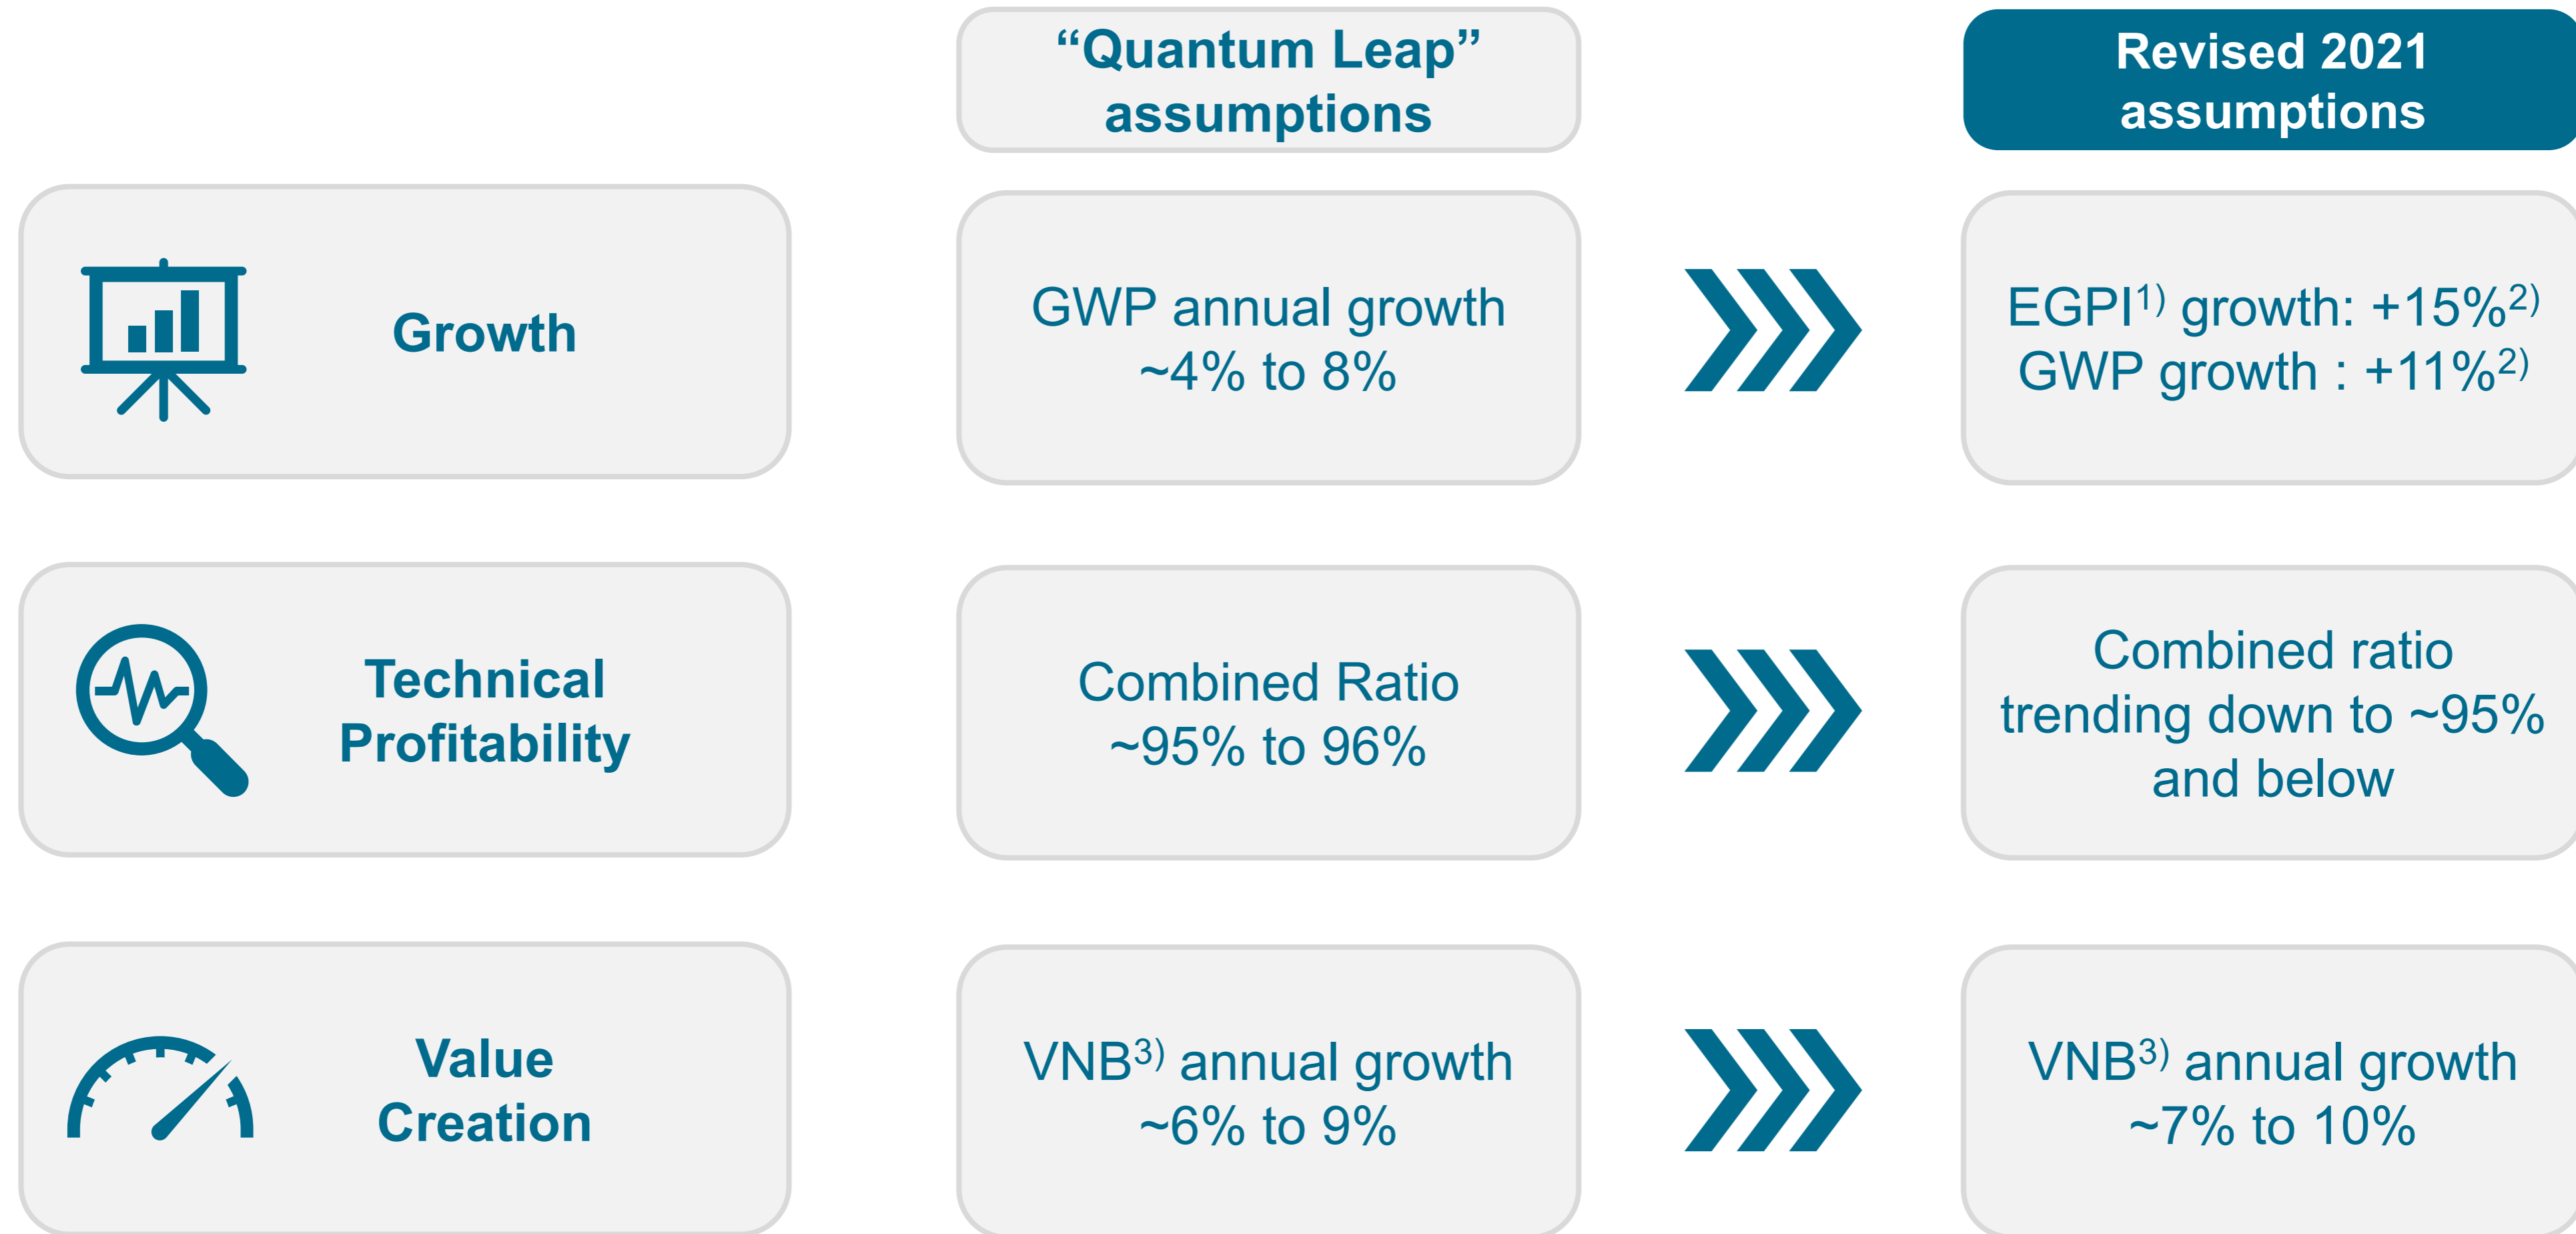 “Quantum Leap”
assumptions
Revised 2021
assumptions
Growth
GWP annual growth
~4% to 8%
EGPI1) growth: +15%2)
GWP growth : +11%2)
Technical
Profitability
Combined Ratio
~95% to 96%
Combined ratio
trending down to ~95%
and below
Value
Creation
VNB3) annual growth
~6% to 9%
VNB3) annual growth
~7% to 10%